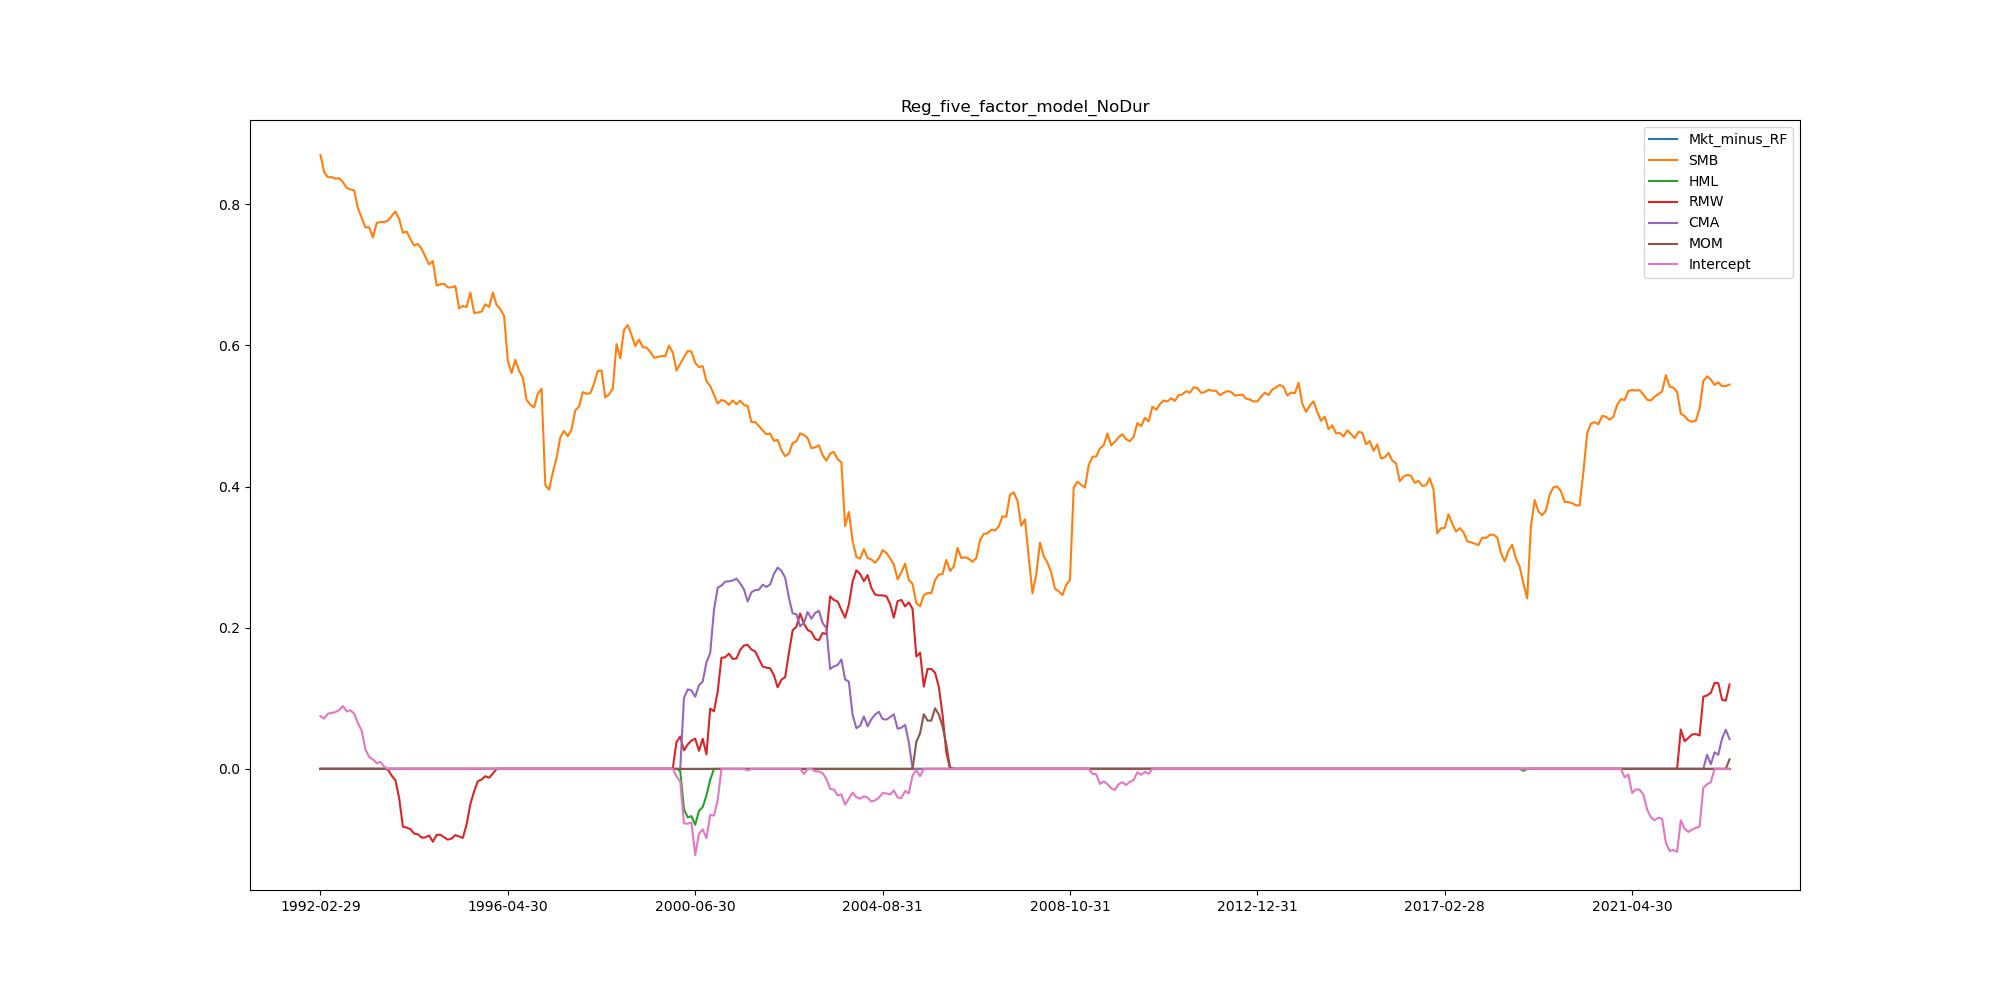 Reg_five_factor_model_NoDur
Mkt_minus_RF
SMB
HML
RMW
CMA
MOM
Intercept
0.8
0.6
0.4
0.2
0.0
1992-02-29 1996-04-30 2000-06-30 2004-08-31 2008-10-31 2012-12-31 2017-02-28 2021-04-30